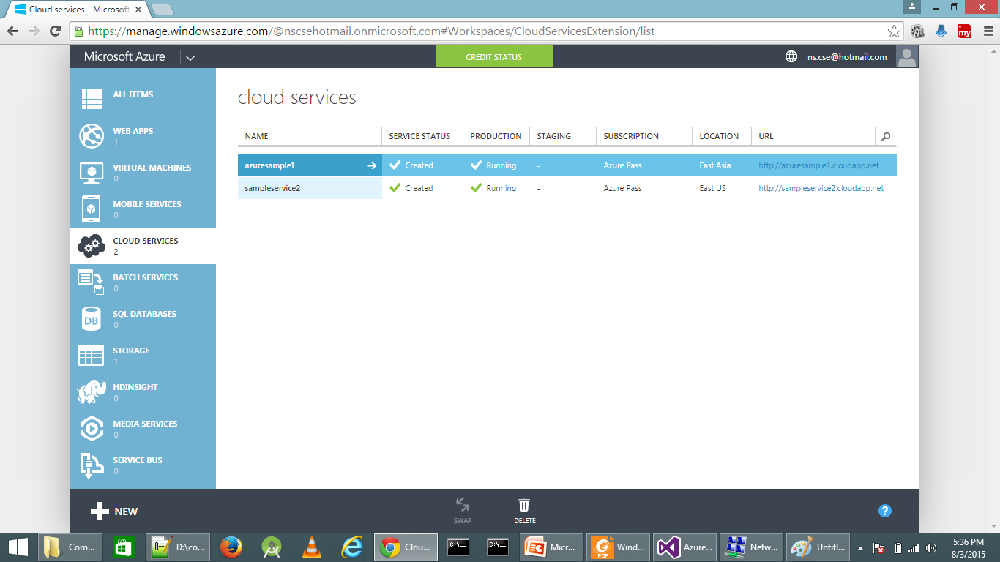 Cloud services - Microsoft
https://manage.windowsazure.com/@nscsehotmail.onmicrosoft.com#Workspaces/CloudServicesExtension/list
my
Microsoft Azure
CREDIT STATUS
ns.cse@hotmail.com
ALL ITEMS
WEB APPS
1
VIRTUAL MACHINES
0
MOBILE SERVICES
0
CLOUD SERVICES
2
BATCH SERVICES
0
DB
SQL DATABASES
0
STORAGE
1
HDINSIGHT
0
MEDIA SERVICES
0
SERVICE BUS
0
cloud services
NAME SERVICE STATUS PRODUCTION STAGING SUBSCRIPTION LOCATION URL
azuresample1 Created Running - Azure Pass East Asia http://azuresample1.cloudapp.net
sampleservice2 Created Running - Azure Pass East US http://sampleservice2.cloudapp.net
NEW
SWAP
DELETE
?
Com... D:\co... Clou... C:\_ C:\_ Micr... PDF Wind... Azure... Netw... Untitl...
5:36 PM
8/3/2015